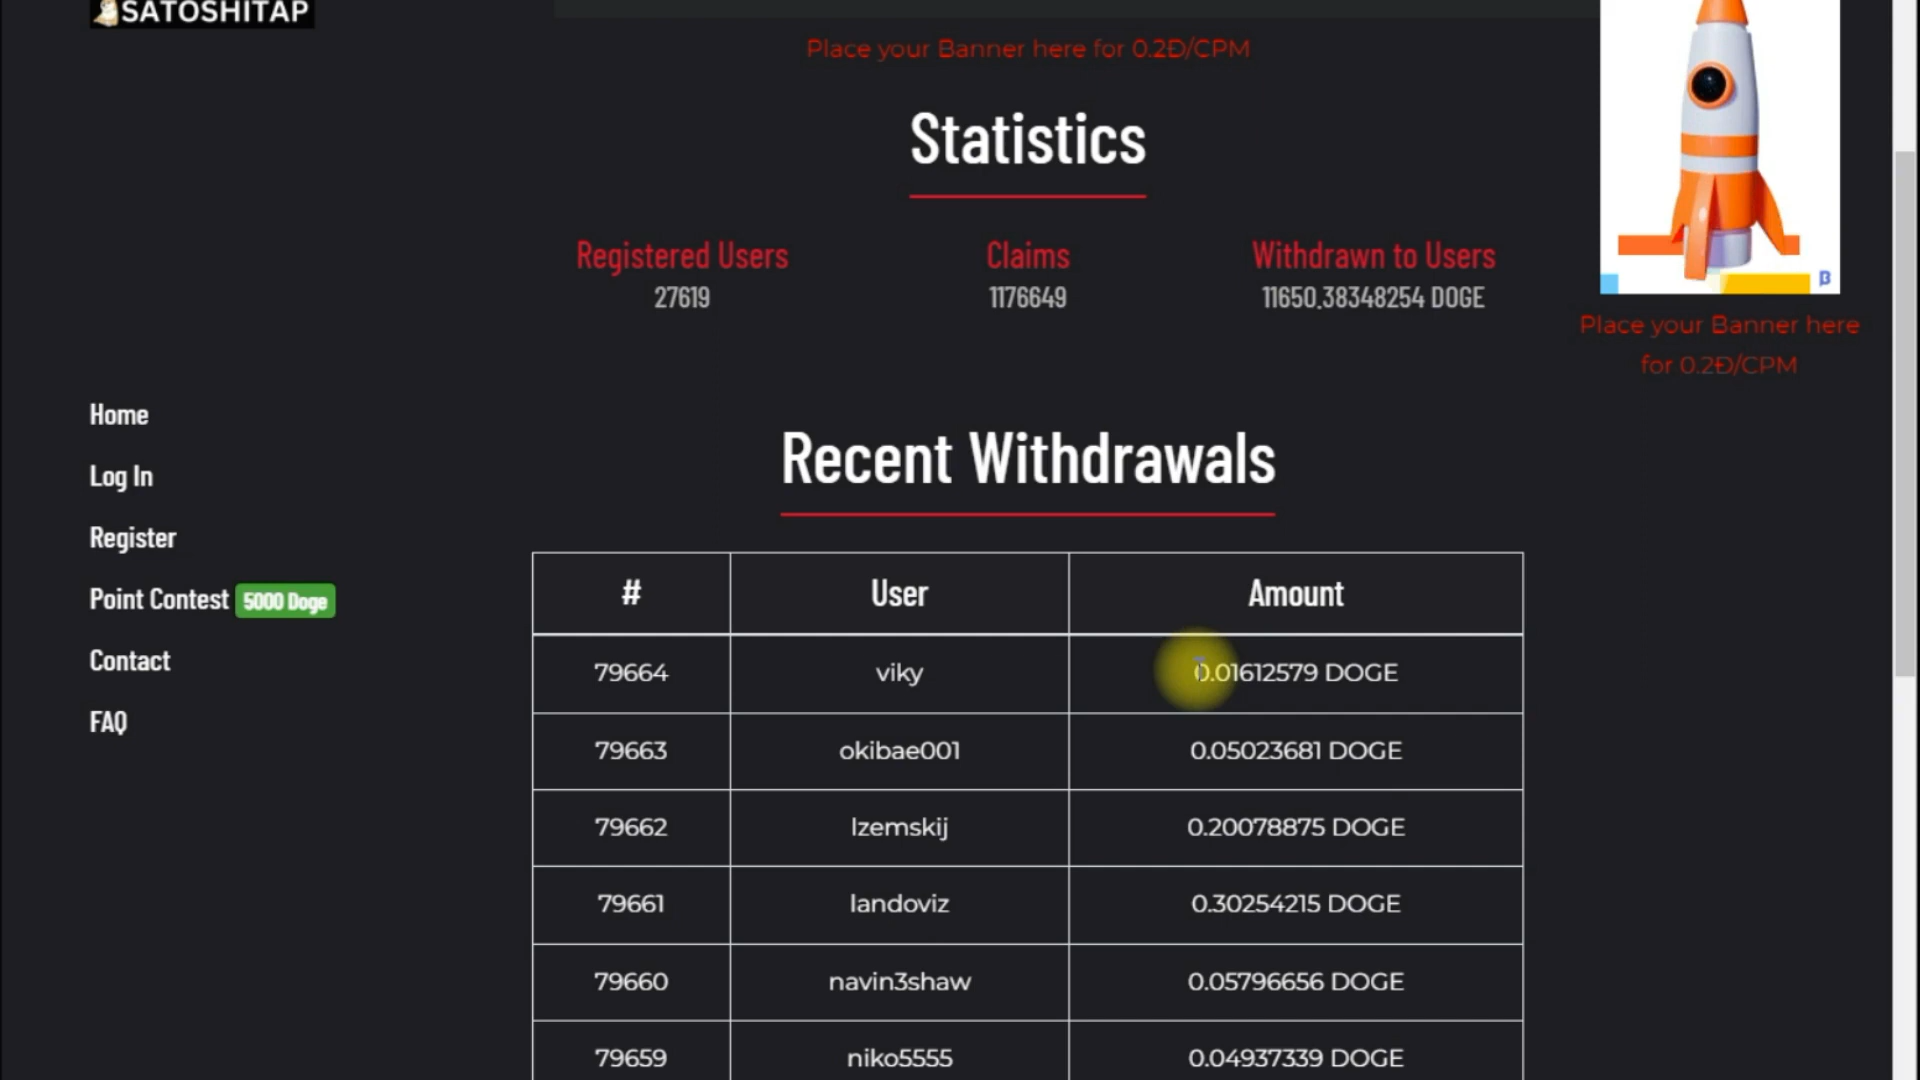 SATOSHITAP
Place your Banner here for 0.2Ð/CPM
Statistics
Registered Users
27619
Claims
1176649
Withdrawn to Users
11650.38348254 DOGE
Place your Banner here
for 0.2Ð/CPM
Home
Log In
Register
Point Contest 5000 Doge
Contact
FAQ
Recent Withdrawals
# User Amount
79664 viky 0.01612579 DOGE
79663 okibae001 0.05023681 DOGE
79662 lzemskij 0.20078875 DOGE
79661 landoviz 0.30254215 DOGE
79660 navin3shaw 0.05796656 DOGE
79659 niko5555 0.04937339 DOGE